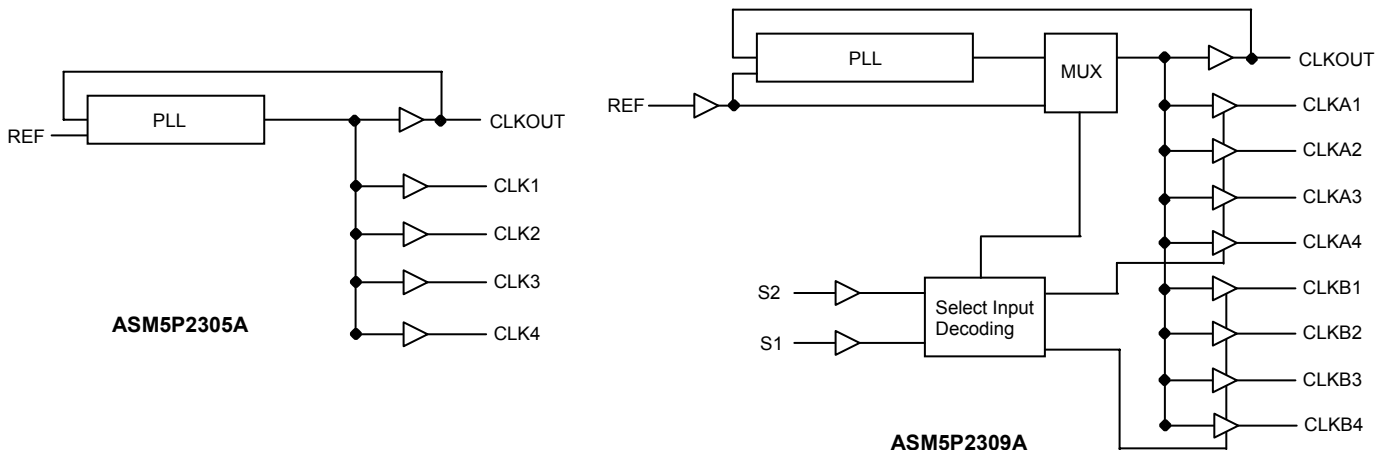 PLL
REF
CLKOUT
CLK1
CLK2
CLK3
CLK4
ASM5P2305A
PLL
MUX
REF
CLKOUT
CLKA1
CLKA2
CLKA3
CLKA4
S2
S1
Select Input
Decoding
CLKB1
CLKB2
CLKB3
CLKB4
ASM5P2309A